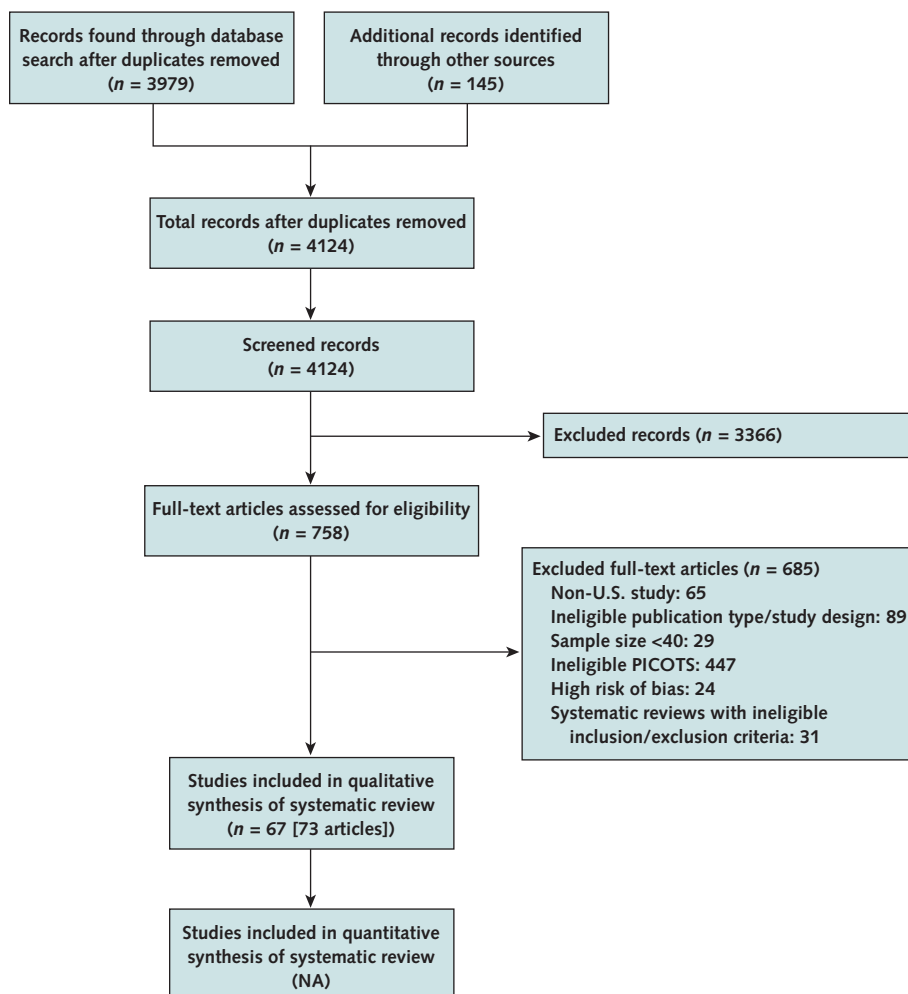 Records found through database
search after duplicates removed
(n = 3979)
Additional records identified
through other sources
(n = 145)
Total records after duplicates removed
(n = 4124)
Screened records
(n = 4124)
Excluded records (n = 3366)
Full-text articles assessed for eligibility
(n = 758)
Excluded full-text articles (n = 685)
Non-U.S. study: 65
Ineligible publication type/study design: 89
Sample size <40: 29
Ineligible PICOTS: 447
High risk of bias: 24
Systematic reviews with ineligible
inclusion/exclusion criteria: 31
Studies included in qualitative
synthesis of systematic review
(n = 67 [73 articles])
Studies included in quantitative
synthesis of systematic review
(NA)